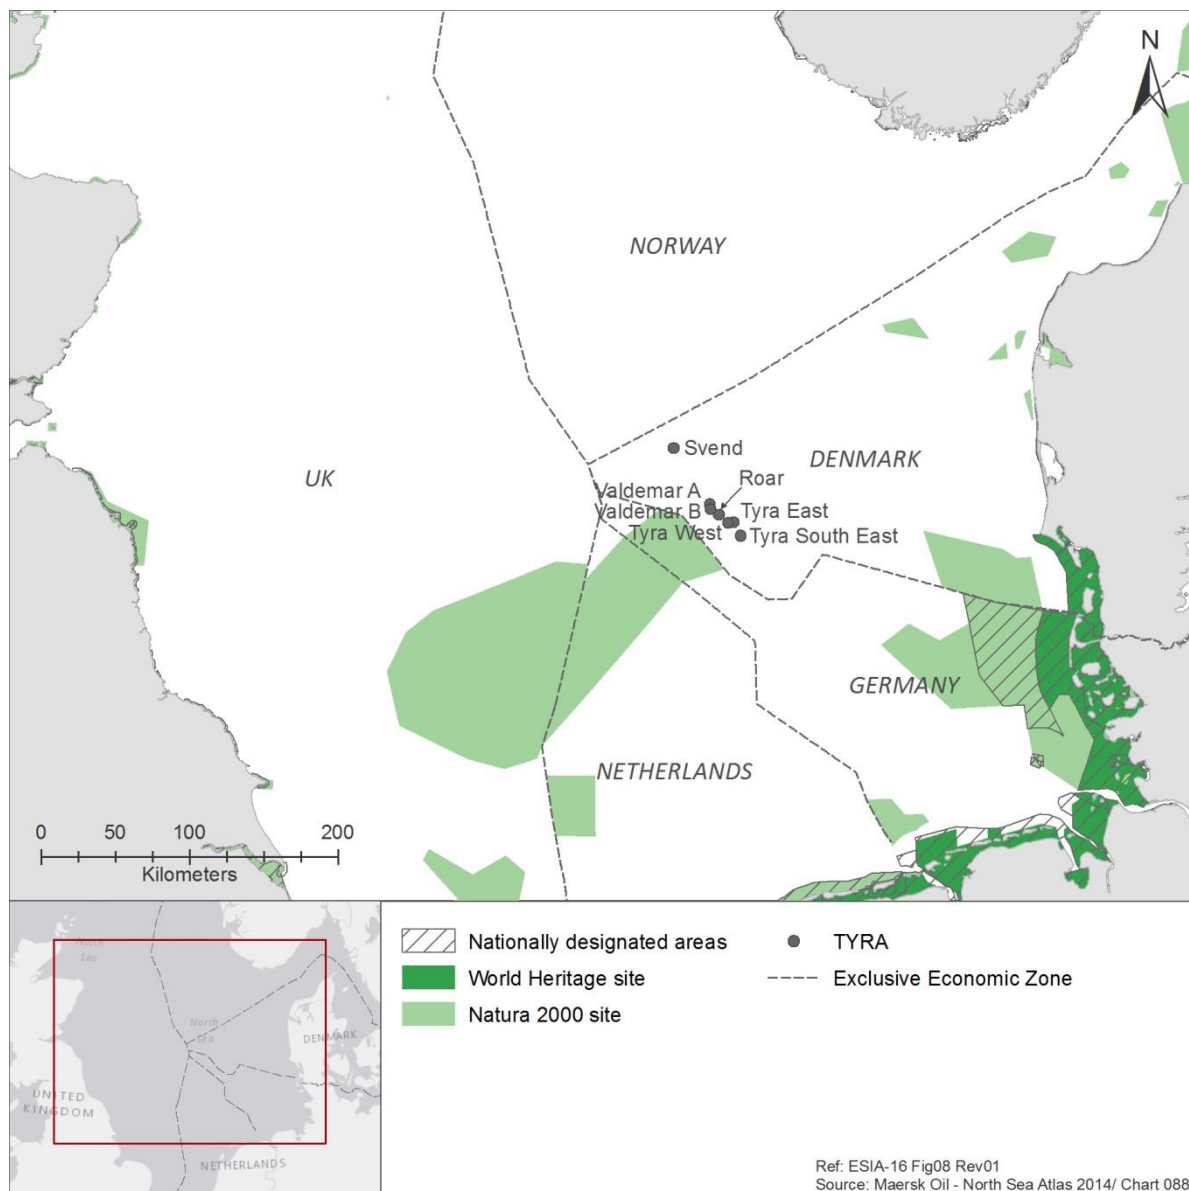 N
NORWAY
Svend
DENMARK
UK
Roar
Valdemar A
Valdemar B
Tyra East
Tyra West
Tyra South East
GERMANY
NETHERLANDS
0 50 100 200
Kilometers
North
Sea
North
Sea
DENMARK
UNITED
KINGDOM
NETHERLANDS
Nationally designated areas
TYRA
World Heritage site
Exclusive Economic Zone
Natura 2000 site
Ref: ESIA-16 Fig08 Rev01
Source: Maersk Oil - North Sea Atlas 2014/ Chart 088